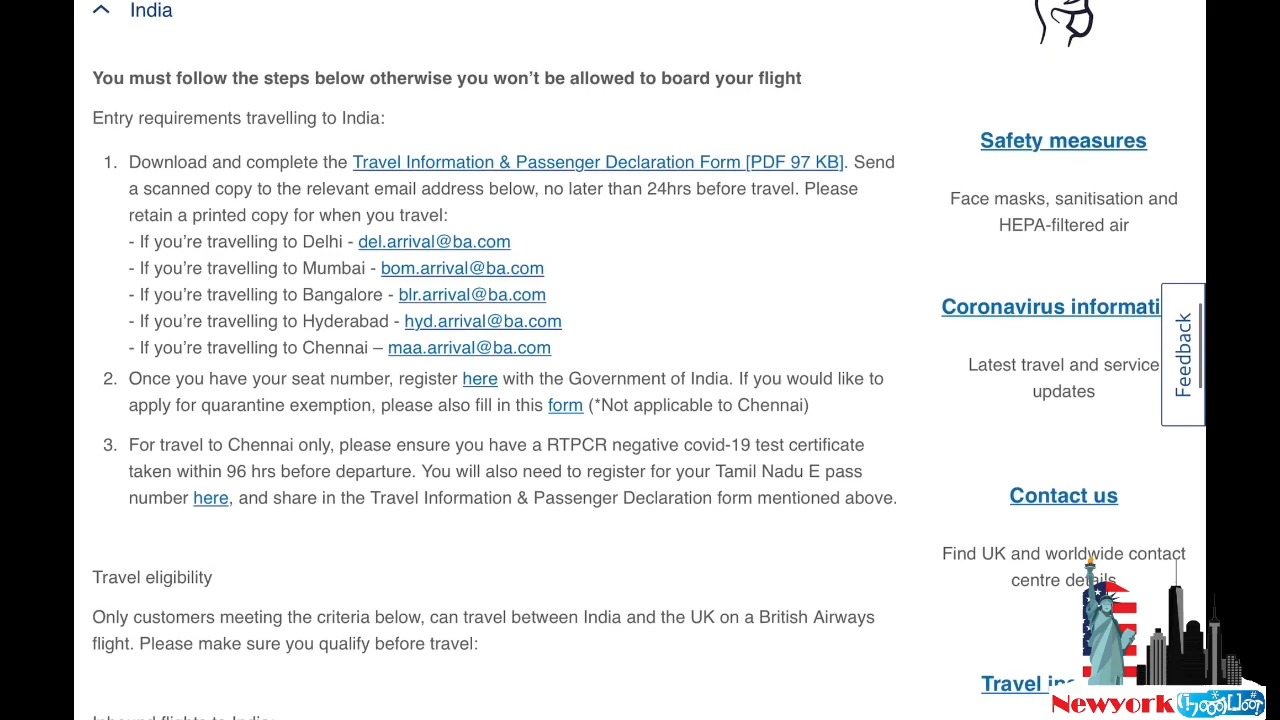 India
You must follow the steps below otherwise you won’t be allowed to board your flight
Entry requirements travelling to India:
1. Download and complete the Travel Information & Passenger Declaration Form [PDF 97 KB]. Send
a scanned copy to the relevant email address below, no later than 24hrs before travel. Please
retain a printed copy for when you travel:
- If you’re travelling to Delhi - del.arrival@ba.com
- If you’re travelling to Mumbai - bom.arrival@ba.com
- If you’re travelling to Bangalore - blr.arrival@ba.com
- If you’re travelling to Hyderabad - hyd.arrival@ba.com
- If you’re travelling to Chennai – maa.arrival@ba.com
2. Once you have your seat number, register here with the Government of India. If you would like to
apply for quarantine exemption, please also fill in this form (*Not applicable to Chennai)
3. For travel to Chennai only, please ensure you have a RTPCR negative covid-19 test certificate
taken within 96 hrs before departure. You will also need to register for your Tamil Nadu E pass
number here, and share in the Travel Information & Passenger Declaration form mentioned above.
Travel eligibility
Only customers meeting the criteria below, can travel between India and the UK on a British Airways
flight. Please make sure you qualify before travel:
Inbound flights to India:
Safety measures
Face masks, sanitisation and
HEPA-filtered air
Coronavirus informati
Latest travel and service
updates
Feedback
Contact us
Find UK and worldwide contact
centre details
Travel in
Newyork நண்பன்